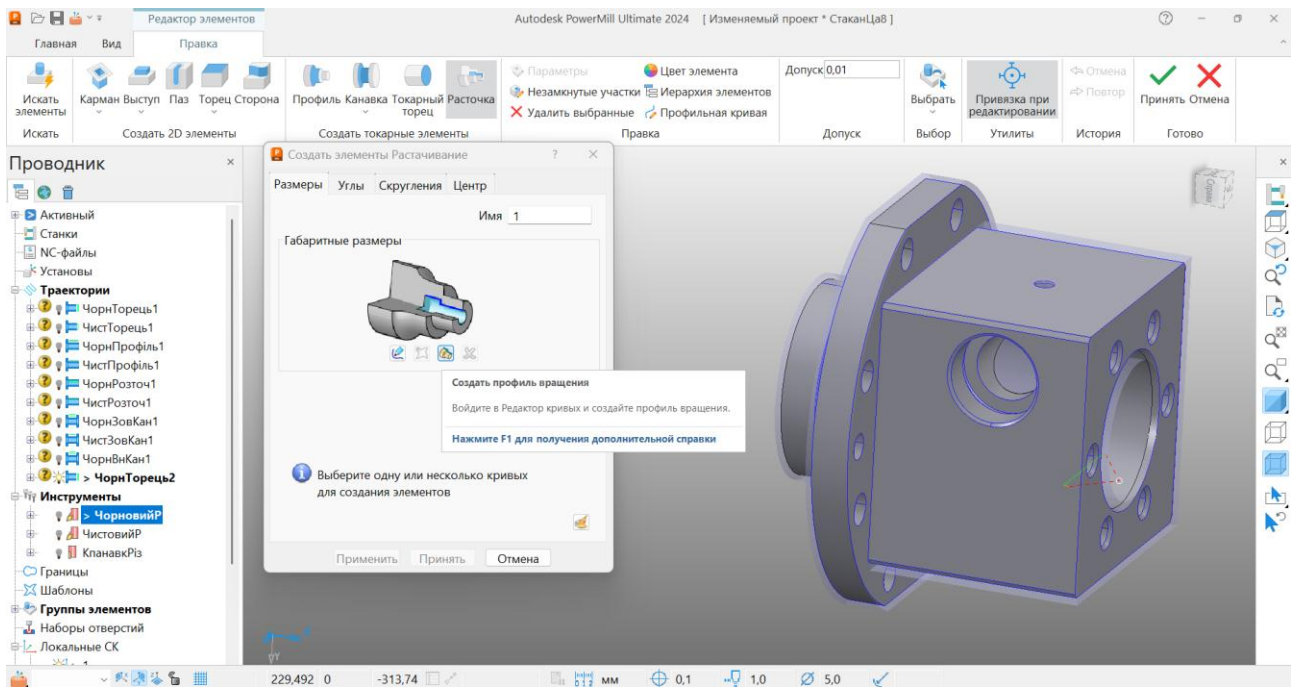 Редактор элементов
Autodesk PowerMill Ultimate 2024 [ Изменяемый проект * СтаканЦа8 ]
Главная Вид Правка
Искать элементы
Карман Выступ Паз Торец Сторона
Профиль Канавка Токарный торец Расточка
Параметры
Цвет элемента
Незамкнутые участки
Иерархия элементов
Удалить выбранные
Профильная кривая
Допуск 0,01
Выбрать
Привязка при редактировании
Отмена
Повтор
Принять Отмена
Искать Создать 2D элементы Создать токарные элементы Правка Допуск Выбор Утилиты История Готово
Проводник
Активный
Станки
NC-файлы
Установы
Траектории
ЧорнТорець1
ЧистТорець1
ЧорнПрофіль1
ЧистПрофіль1
ЧорнРозточ1
ЧистРозточ1
ЧорнЗовКан1
ЧистЗовКан1
ЧорнВнКан1
> ЧорнТорець2
Инструменты
> ЧорновийР
ЧистовийР
КпанавкРіз
Границы
Шаблоны
Группы элементов
Наборы отверстий
Локальные СК
Создать элементы Растачивание ?
Размеры Углы Скругления Центр
Имя 1
Габаритные размеры
Создать профиль вращения
Войдите в Редактор кривых и создайте профиль вращения.
Нажмите F1 для получения дополнительной справки
Выберите одну или несколько кривых
для создания элементов
Применить Принять Отмена
Y
229,492 0 -313,74 мм 0,1 1,0 5,0